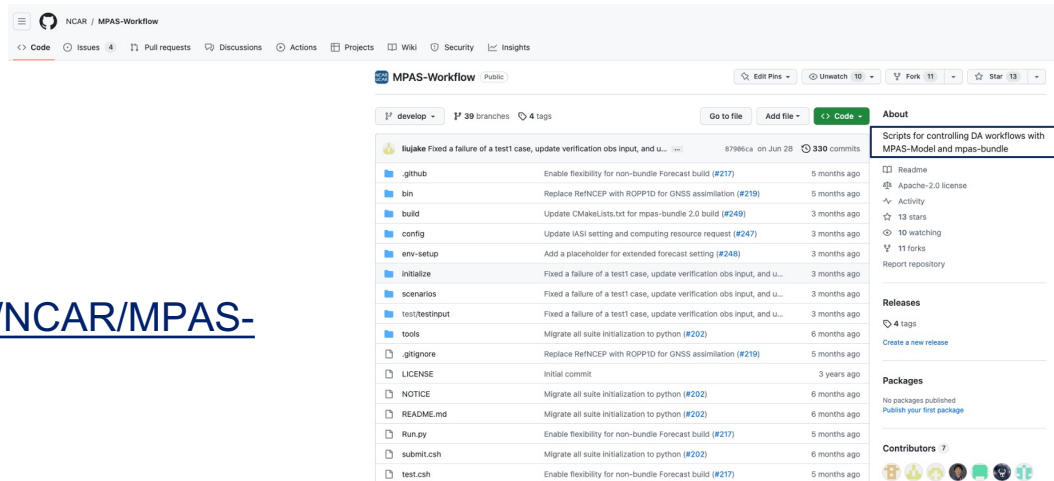 NCAR / MPAS-Workflow
<> Code Issues 4 Pull requests Discussions Actions Projects Wiki Security Insights
MPAS-Workflow Public Edit Pins Unwatch 10 Fork 11 Star 13
develop 39 branches 4 tags Go to file Add file <> Code
liujake Fixed a failure of a test1 case, update verification obs input, and u... ... 87906ca on Jun 28 330 commits
.github Enable flexibility for non-bundle Forecast build (#217) 5 months ago
bin Replace RefNCEP with ROPP1D for GNSS assimilation (#219) 5 months ago
build Update CMakeLists.txt for mpas-bundle 2.0 build (#249) 3 months ago
config Update IASI setting and computing resource request (#247) 3 months ago
env-setup Add a placeholder for extended forecast setting (#248) 3 months ago
initialize Fixed a failure of a test1 case, update verification obs input, and u... 3 months ago
scenarios Fixed a failure of a test1 case, update verification obs input, and u... 3 months ago
test/testinput Fixed a failure of a test1 case, update verification obs input, and u... 3 months ago
tools Migrate all suite initialization to python (#202) 6 months ago
.gitignore Replace RefNCEP with ROPP1D for GNSS assimilation (#219) 5 months ago
LICENSE Initial commit 3 years ago
NOTICE Migrate all suite initialization to python (#202) 6 months ago
README.md Migrate all suite initialization to python (#202) 6 months ago
Run.py Enable flexibility for non-bundle Forecast build (#217) 5 months ago
submit.csh Migrate all suite initialization to python (#202) 6 months ago
test.csh Enable flexibility for non-bundle Forecast build (#217) 5 months ago
About
Scripts for controlling DA workflows with
MPAS-Model and mpas-bundle
Readme
Apache-2.0 license
Activity
13 stars
10 watching
11 forks
Report repository
Releases
4 tags
Create a new release
Packages
No packages published
Publish your first package
Contributors 7
/NCAR/MPAS-